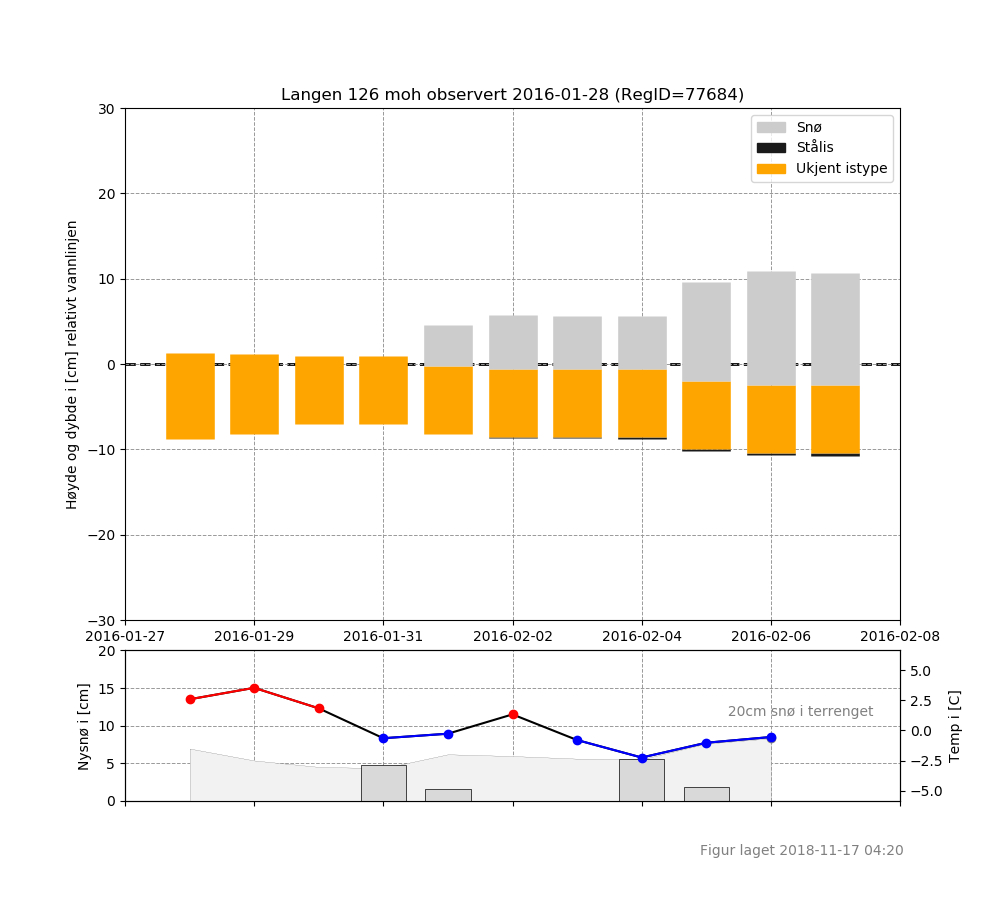 Langen 126 moh observert 2016-01-28 (RegID=77684)
30
20
10
0
−10
−20
−30
Høyde og dybde i [cm] relativt vannlinjen
Snø
Stålis
Ukjent istype
2016-01-27 2016-01-29 2016-01-31 2016-02-02 2016-02-04 2016-02-06 2016-02-08
20
15
10
5
0
Nysnø i [cm]
20cm snø i terrenget
5.0
2.5
0.0
−2.5
−5.0
Temp i [C]
Figur laget 2018-11-17 04:20